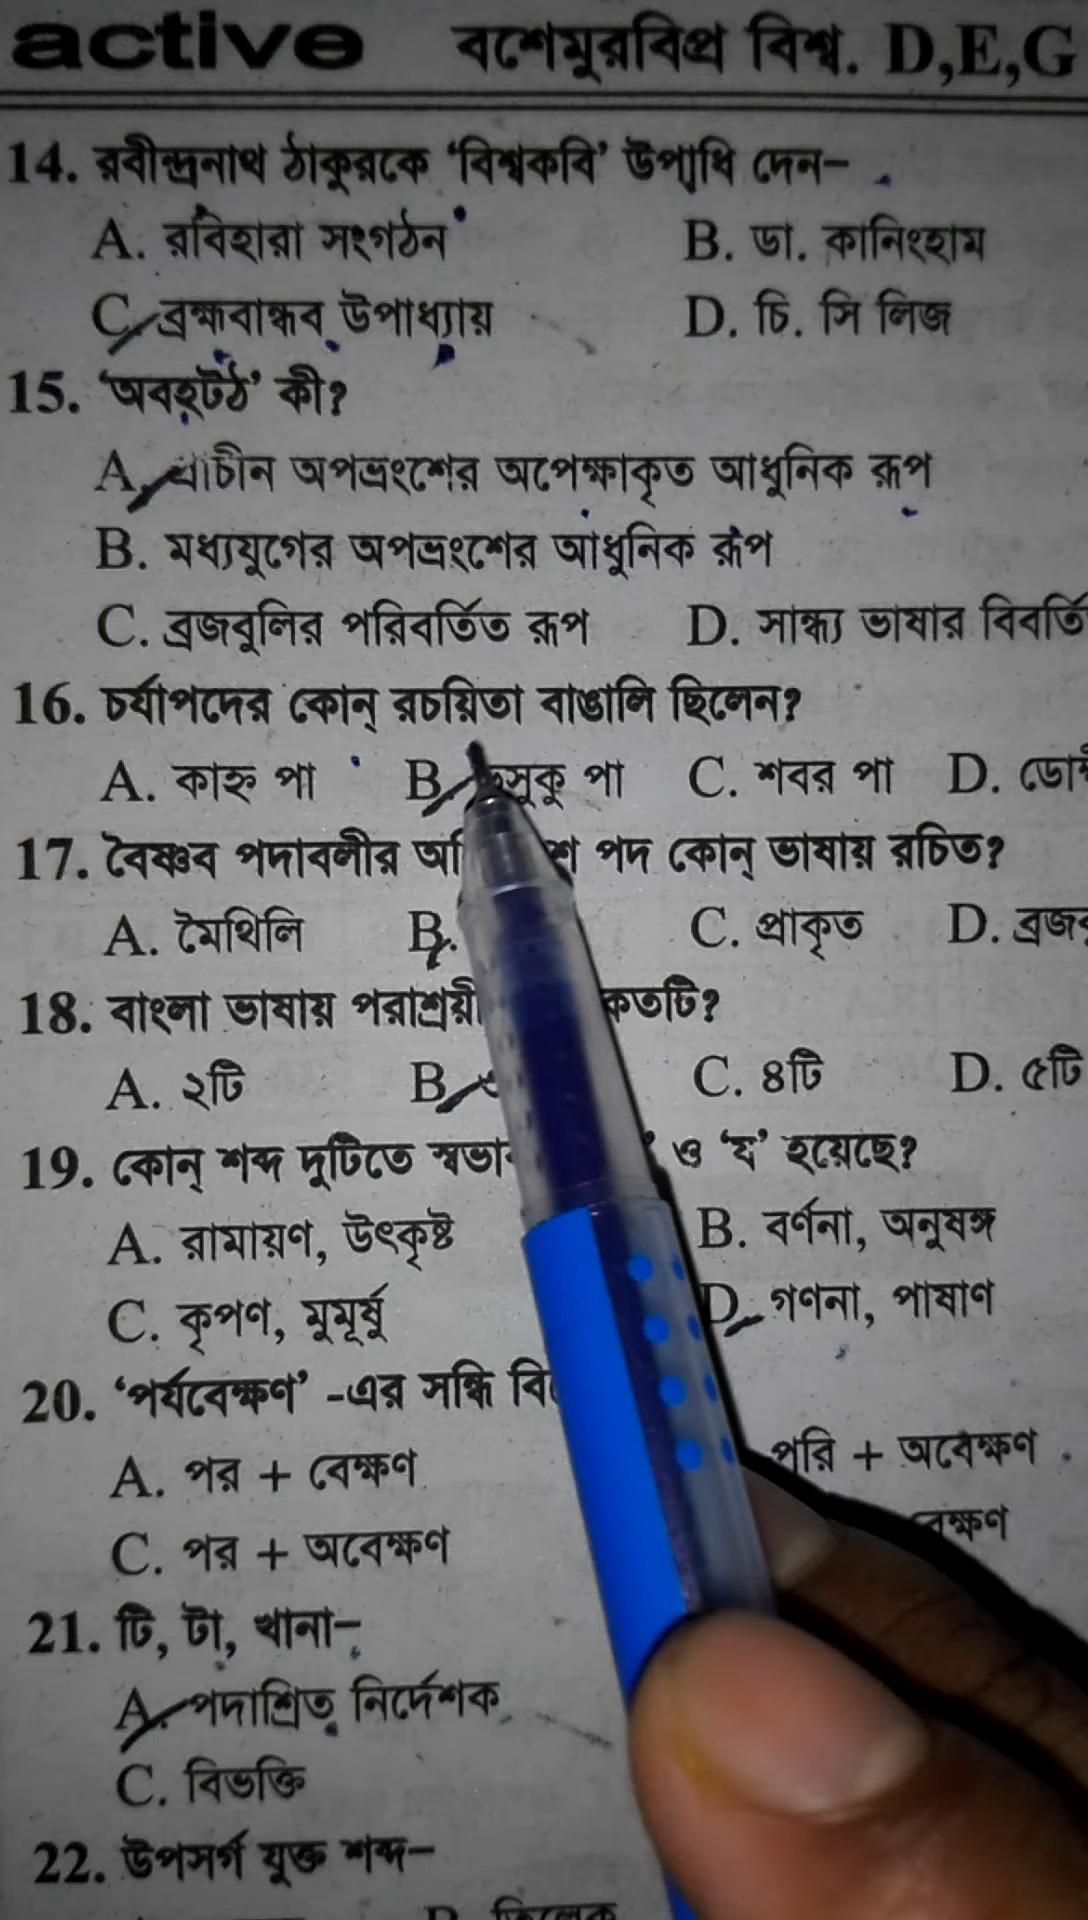 active বশেমুরবিপ্র বিশ্ব. D,E,G
14. রবীন্দ্রনাথ ঠাকুরকে ‘বিশ্বকবি’ উপাধি দেন–
A. রবিহারা সংগঠন B. ডা. কানিংহাম
C. ব্রহ্মবান্ধব উপাধ্যায় D. চি. সি লিজ
15. ‘অবহটঠ’ কী?
A. প্রাচীন অপভ্রংশের অপেক্ষাকৃত আধুনিক রূপ
B. মধ্যযুগের অপভ্রংশের আধুনিক রূপ
C. ব্রজবুলির পরিবর্তিত রূপ D. সান্ধ্য ভাষার বিবর্তি
16. চর্যাপদের কোন্ রচয়িতা বাঙালি ছিলেন?
A. কাহ্ন পা B. ভুসুকু পা C. শবর পা D.
17. বৈষ্ণব পদাবলীর পদ কোন্ ভাষায় রচিত?
A. মৈথিলি B. C. প্রাকৃত D.
18. বাংলা ভাষায় পরাশ্রয়ী কতটি?
A. ২টি B. C. ৪টি D. ৫টি
19. কোন্ শব্দ দুটিতে ও ‘ষ’ হয়েছে?
A. রামায়ণ, উৎকৃষ্ট B. বর্ণনা, অনুষঙ্গ
C. কৃপণ, মুমূর্ষু D. গণনা, পাষাণ
20. ‘পর্যবেক্ষণ’ -এর সন্ধি
A. পর + বেক্ষণ পরি + অবেক্ষণ
C. পর + অবেক্ষণ বেক্ষণ
21. টি, টা, খানা–
A. পদাশ্রিত নির্দেশক
C. বিভক্তি
22. উপসর্গ যুক্ত শব্দ–